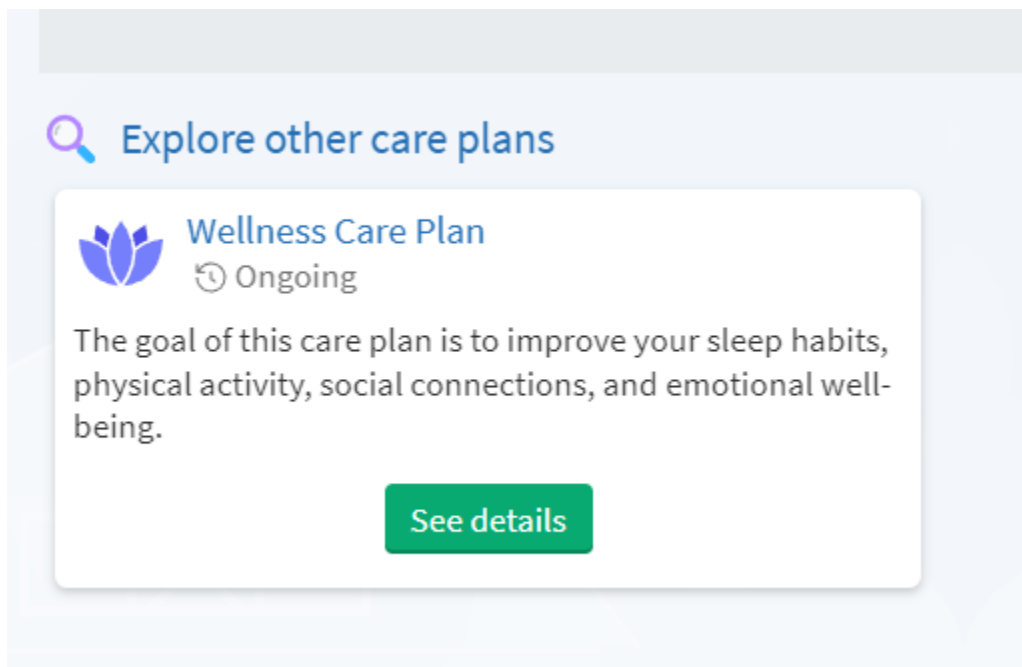 Explore other care plans
Wellness Care Plan
Ongoing
The goal of this care plan is to improve your sleep habits,
physical activity, social connections, and emotional well-
being.
See details